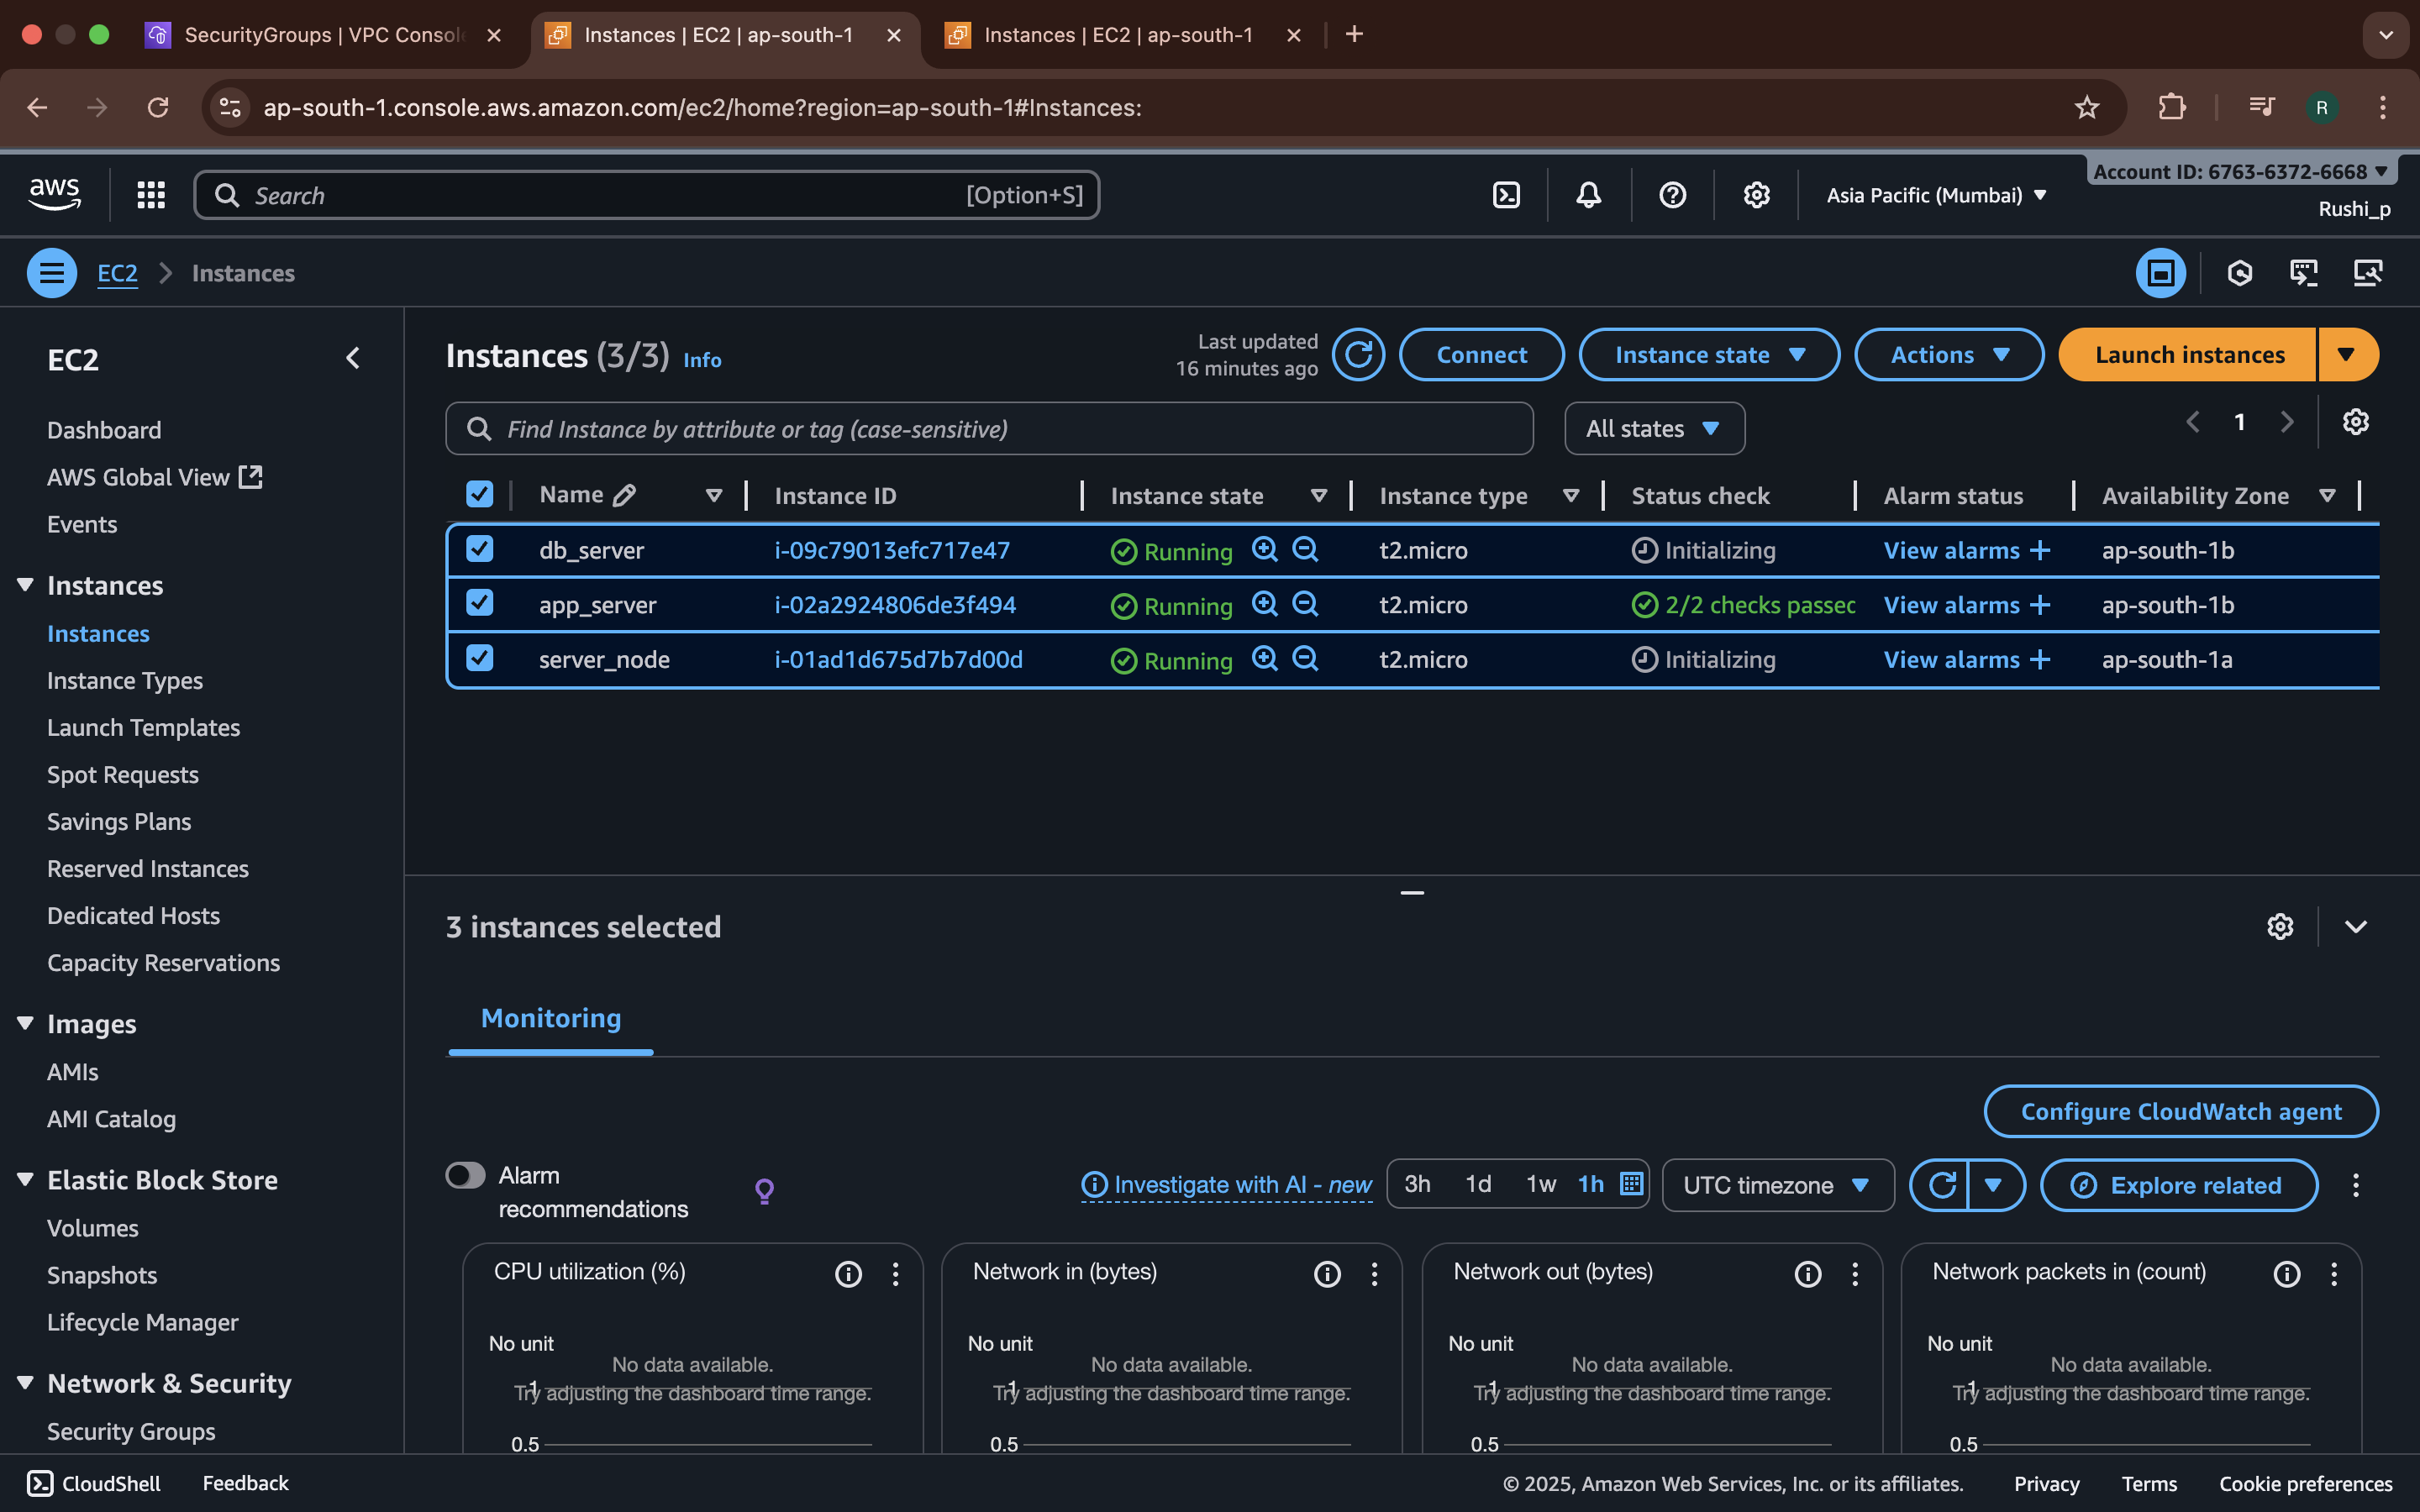 SecurityGroups | VPC Console
Instances | EC2 | ap-south-1
Instances | EC2 | ap-south-1
ap-south-1.console.aws.amazon.com/ec2/home?region=ap-south-1#Instances:
R
aws
Search
[Option+S]
Asia Pacific (Mumbai)
Account ID: 6763-6372-6668
Rushi_p
EC2
Instances
EC2
Dashboard
AWS Global View
Events
Instances
Instances
Instance Types
Launch Templates
Spot Requests
Savings Plans
Reserved Instances
Dedicated Hosts
Capacity Reservations
Images
AMIs
AMI Catalog
Elastic Block Store
Volumes
Snapshots
Lifecycle Manager
Network & Security
Security Groups
Instances (3/3) Info
Last updated
16 minutes ago
Connect
Instance state
Actions
Launch instances
Find Instance by attribute or tag (case-sensitive)
All states
1
Name Instance ID Instance state Instance type Status check Alarm status Availability Zone
db_server i-09c79013efc717e47 Running t2.micro Initializing View alarms ap-south-1b
app_server i-02a2924806de3f494 Running t2.micro 2/2 checks passec View alarms ap-south-1b
server_node i-01ad1d675d7b7d00d Running t2.micro Initializing View alarms ap-south-1a
3 instances selected
Monitoring
Configure CloudWatch agent
Alarm
recommendations
Investigate with AI - new
3h 1d 1w 1h
UTC timezone
Explore related
CPU utilization (%)
No unit
No data available.
1
Try adjusting the dashboard time range.
0.5
Network in (bytes)
No unit
No data available.
1
Try adjusting the dashboard time range.
0.5
Network out (bytes)
No unit
No data available.
1
Try adjusting the dashboard time range.
0.5
Network packets in (count)
No unit
No data available.
1
Try adjusting the dashboard time range.
0.5
CloudShell
Feedback
© 2025, Amazon Web Services, Inc. or its affiliates.
Privacy
Terms
Cookie preferences